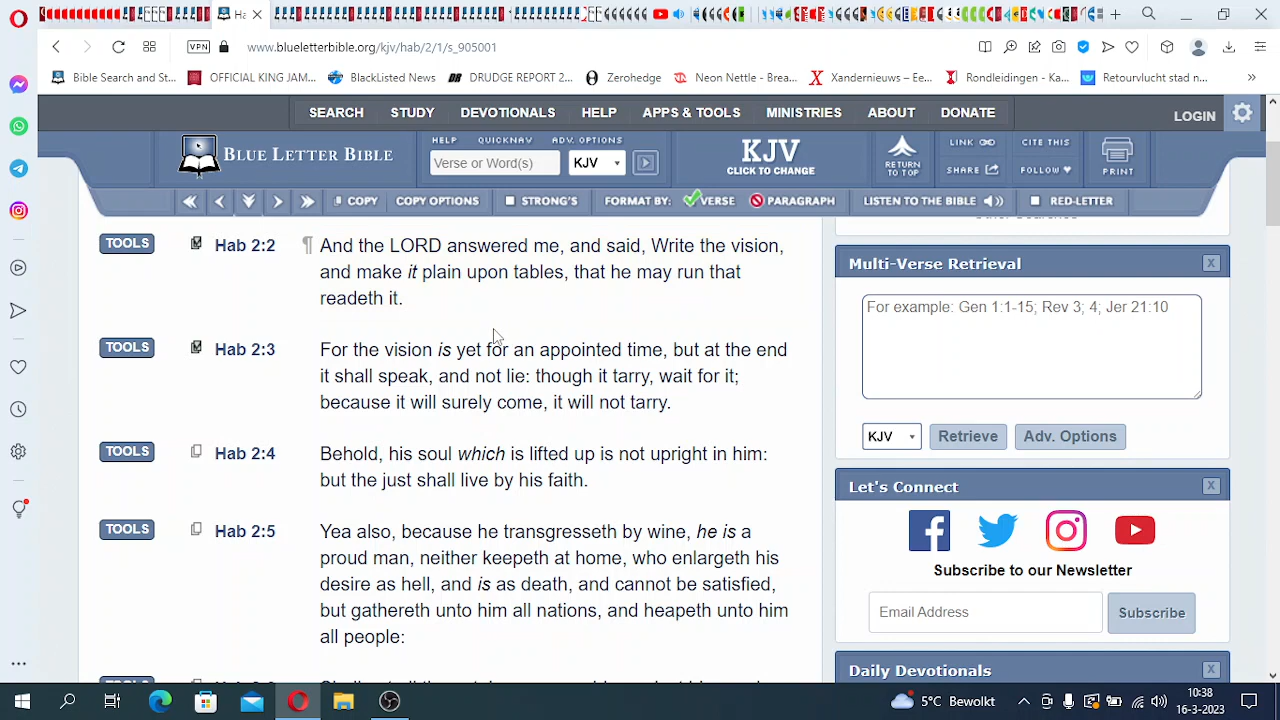 Ha
VPN
www.blueletterbible.org/kjv/hab/2/1/s_905001
Bible Search and St...
OFFICIAL KING JAM...
BlackListed News
DRUDGE REPORT 2...
Zerohedge
Neon Nettle - Brea...
Xandernieuws – Ee...
Rondleidingen - Ka...
Retourvlucht stad n...
»
SEARCH
STUDY
DEVOTIONALS
HELP
APPS & TOOLS
MINISTRIES
ABOUT
DONATE
LOGIN
BLUE LETTER BIBLE
HELP
QUICKNAV
ADV. OPTIONS
Verse or Word(s)
KJV
KJV
CLICK TO CHANGE
RETURN
TO TOP
LINK
CITE THIS
SHARE
FOLLOW
PRINT
COPY
COPY OPTIONS
STRONG'S
FORMAT BY:
VERSE
PARAGRAPH
LISTEN TO THE BIBLE
RED-LETTER
TOOLS
Hab 2:2
¶ And the LORD answered me, and said, Write the vision,
and make it plain upon tables, that he may run that
readeth it.
TOOLS
Hab 2:3
For the vision is yet for an appointed time, but at the end
it shall speak, and not lie: though it tarry, wait for it;
because it will surely come, it will not tarry.
TOOLS
Hab 2:4
Behold, his soul which is lifted up is not upright in him:
but the just shall live by his faith.
TOOLS
Hab 2:5
Yea also, because he transgresseth by wine, he is a
proud man, neither keepeth at home, who enlargeth his
desire as hell, and is as death, and cannot be satisfied,
but gathereth unto him all nations, and heapeth unto him
all people:
Multi-Verse Retrieval
X
For example: Gen 1:1-15; Rev 3; 4; Jer 21:10
KJV
Retrieve
Adv. Options
Let's Connect
X
Subscribe to our Newsletter
Email Address
Subscribe
Daily Devotionals
X
5°C Bewolkt
10:38
16-3-2023